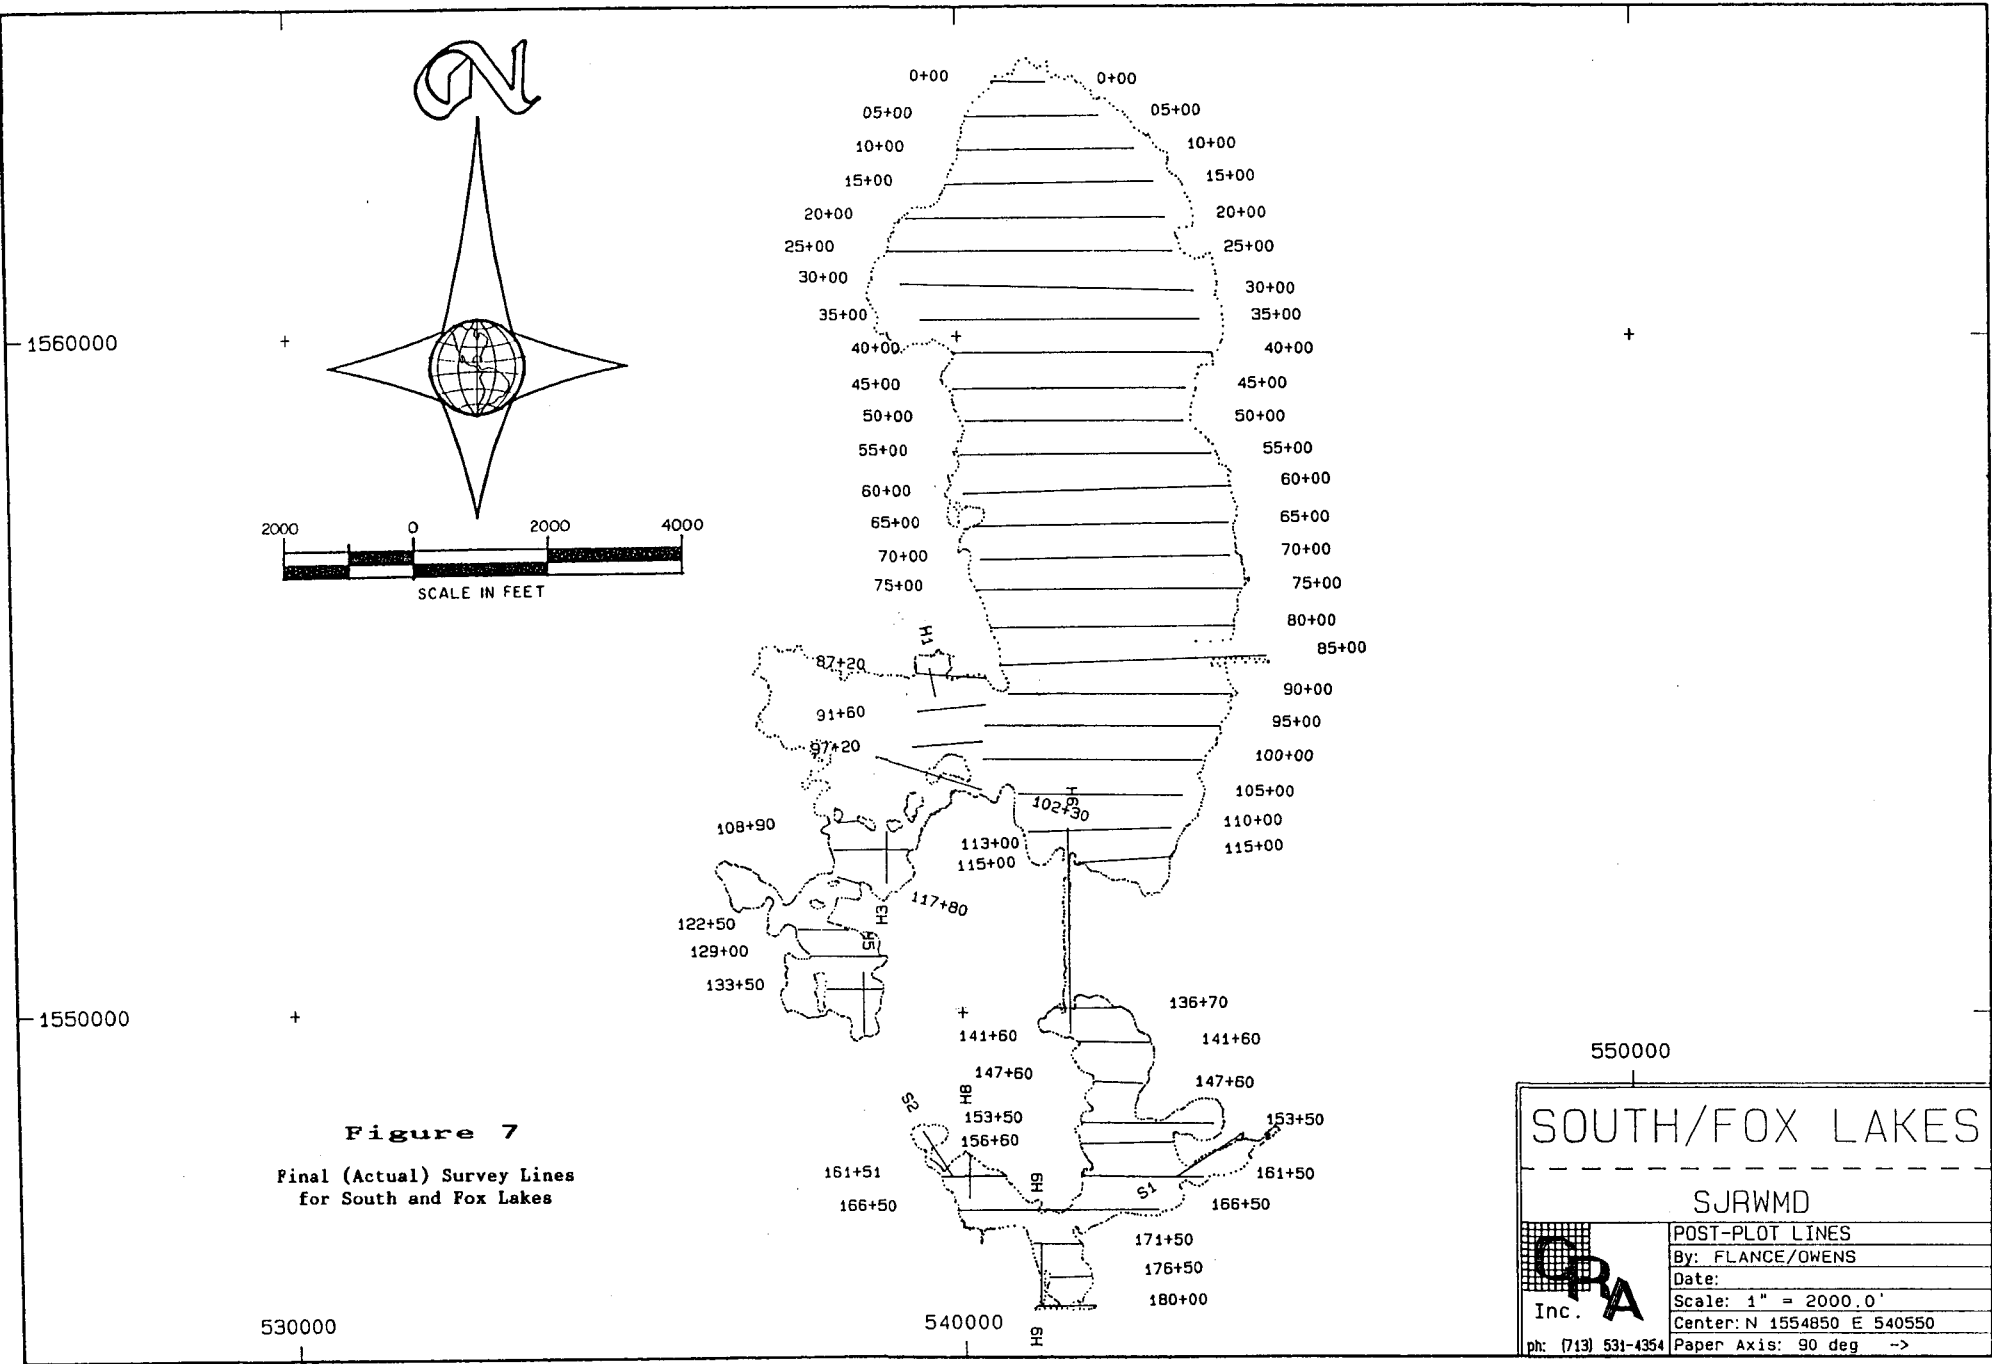 N
0+00 0+00
05+00 05+00
10+00 10+00
15+00 15+00
20+00 20+00
25+00 25+00
30+00 30+00
35+00 35+00
1560000
40+00 40+00
45+00 45+00
50+00 50+00
55+00 55+00
60+00 60+00
65+00 65+00
70+00 70+00
75+00 75+00
2000 0 2000 4000
SCALE IN FEET
80+00
H1
85+00
87+20
90+00
91+60
95+00
97+20
100+00
105+00
H6
102+30
110+00
108+90
113+00
115+00
115+00
117+80
H3
122+50
H5
129+00
133+50
136+70
1550000
141+60 141+60
147+60 147+60
550000
S2
H8
153+50 153+50
156+60
161+51 161+50
H9
S1
166+50 166+50
171+50
176+50
180+00
H9
530000
540000
Figure 7
Final (Actual) Survey Lines
for South and Fox Lakes
SOUTH/FOX LAKES
SJRWMD
CRA
Inc.
ph: (713) 531-4354
POST-PLOT LINES
By: FLANCE/OWENS
Date:
Scale: 1" = 2000.0'
Center: N 1554850 E 540550
Paper Axis: 90 deg -->